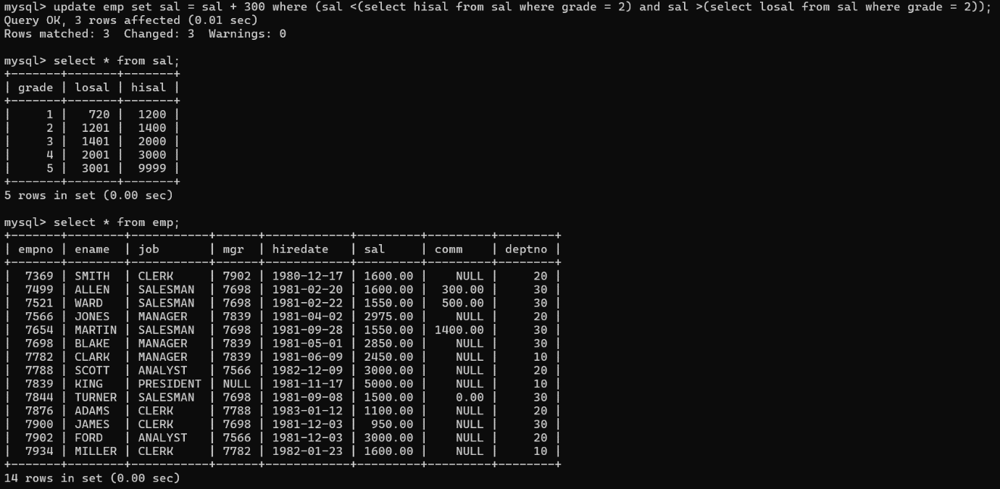 mysql> update emp set sal = sal + 300 where (sal <(select hisal from sal where grade = 2) and sal >(select losal from sal where grade = 2));
Query OK, 3 rows affected (0.01 sec)
Rows matched: 3  Changed: 3  Warnings: 0

mysql> select * from sal;
+-------+-------+-------+
| grade | losal | hisal |
+-------+-------+-------+
|     1 |   720 |  1200 |
|     2 |  1201 |  1400 |
|     3 |  1401 |  2000 |
|     4 |  2001 |  3000 |
|     5 |  3001 |  9999 |
+-------+-------+-------+
5 rows in set (0.00 sec)

mysql> select * from emp;
+-------+--------+-----------+------+------------+---------+---------+--------+
| empno | ename  | job       | mgr  | hiredate   | sal     | comm    | deptno |
+-------+--------+-----------+------+------------+---------+---------+--------+
|  7369 | SMITH  | CLERK     | 7902 | 1980-12-17 | 1600.00 |    NULL |     20 |
|  7499 | ALLEN  | SALESMAN  | 7698 | 1981-02-20 | 1600.00 |  300.00 |     30 |
|  7521 | WARD   | SALESMAN  | 7698 | 1981-02-22 | 1550.00 |  500.00 |     30 |
|  7566 | JONES  | MANAGER   | 7839 | 1981-04-02 | 2975.00 |    NULL |     20 |
|  7654 | MARTIN | SALESMAN  | 7698 | 1981-09-28 | 1550.00 | 1400.00 |     30 |
|  7698 | BLAKE  | MANAGER   | 7839 | 1981-05-01 | 2850.00 |    NULL |     30 |
|  7782 | CLARK  | MANAGER   | 7839 | 1981-06-09 | 2450.00 |    NULL |     10 |
|  7788 | SCOTT  | ANALYST   | 7566 | 1982-12-09 | 3000.00 |    NULL |     20 |
|  7839 | KING   | PRESIDENT | NULL | 1981-11-17 | 5000.00 |    NULL |     10 |
|  7844 | TURNER | SALESMAN  | 7698 | 1981-09-08 | 1500.00 |    0.00 |     30 |
|  7876 | ADAMS  | CLERK     | 7788 | 1983-01-12 | 1100.00 |    NULL |     20 |
|  7900 | JAMES  | CLERK     | 7698 | 1981-12-03 |  950.00 |    NULL |     30 |
|  7902 | FORD   | ANALYST   | 7566 | 1981-12-03 | 3000.00 |    NULL |     20 |
|  7934 | MILLER | CLERK     | 7782 | 1982-01-23 | 1600.00 |    NULL |     10 |
+-------+--------+-----------+------+------------+---------+---------+--------+
14 rows in set (0.00 sec)